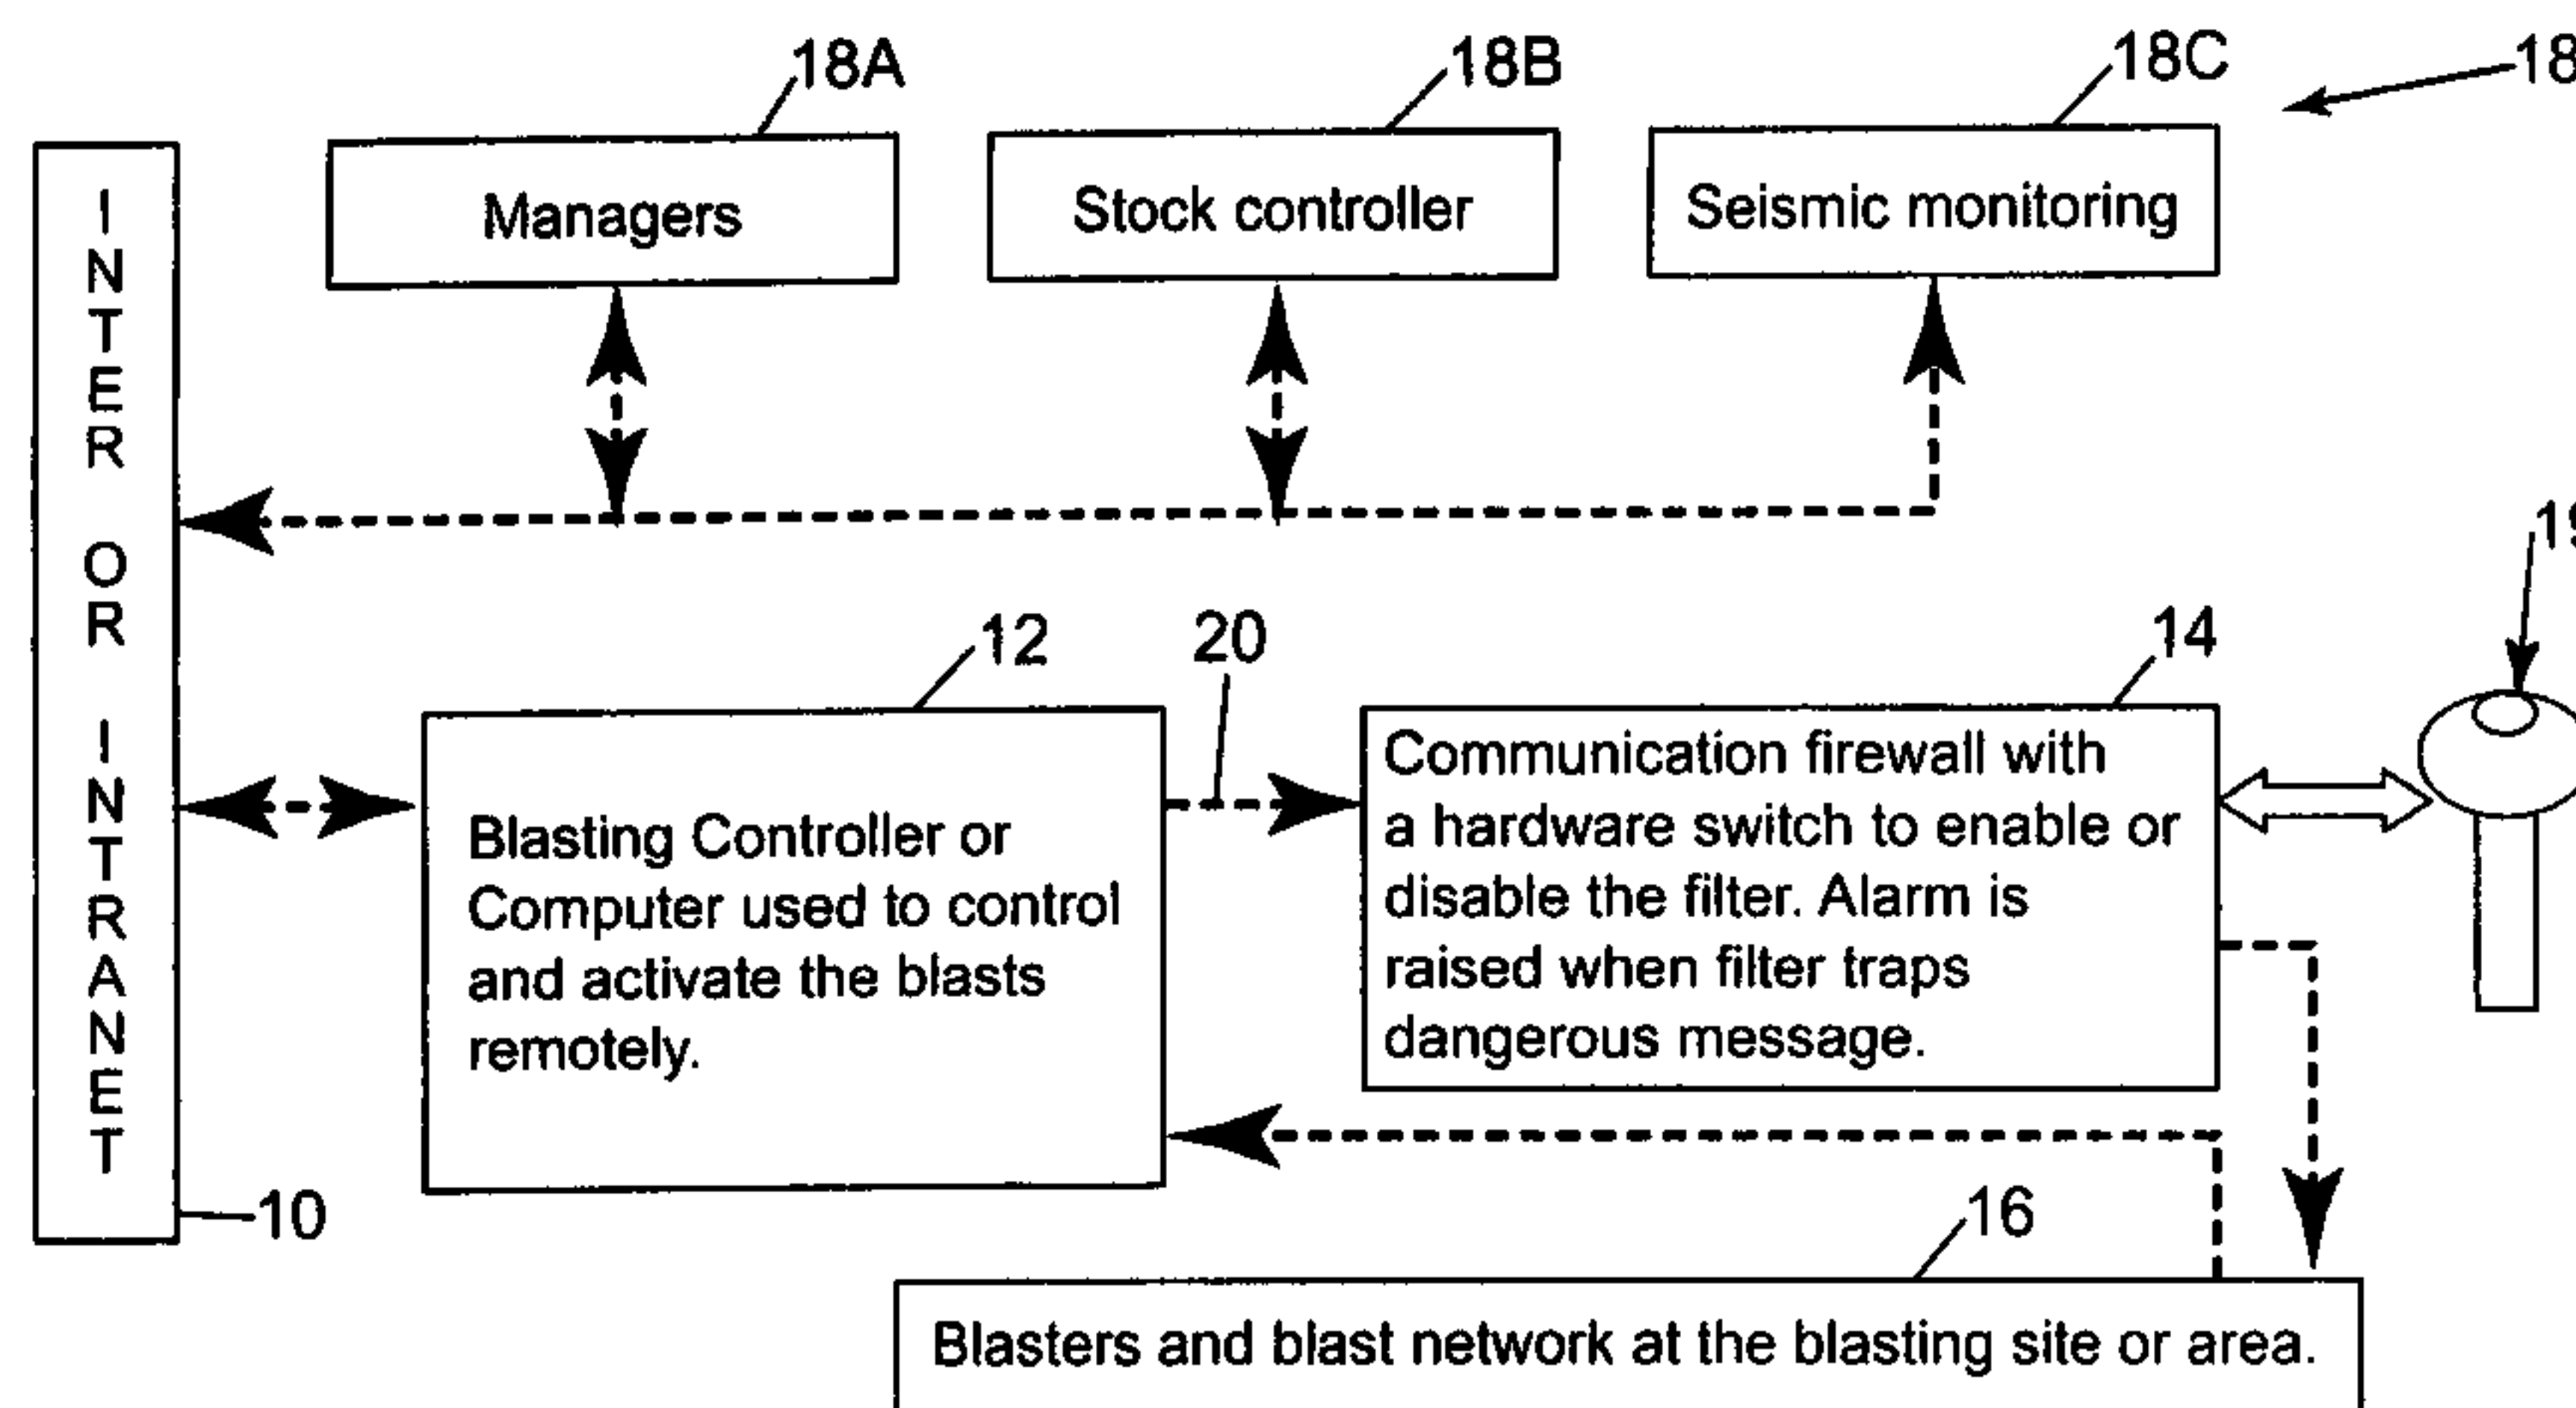 18A
18B
18C
18
Managers
Stock controller
Seismic monitoring
INTER OR INTRANET
19
12
20
14
Blasting Controller or
Computer used to control
and activate the blasts
remotely.
Communication firewall with
a hardware switch to enable or
disable the filter. Alarm is
raised when filter traps
dangerous message.
10
16
Blasters and blast network at the blasting site or area.